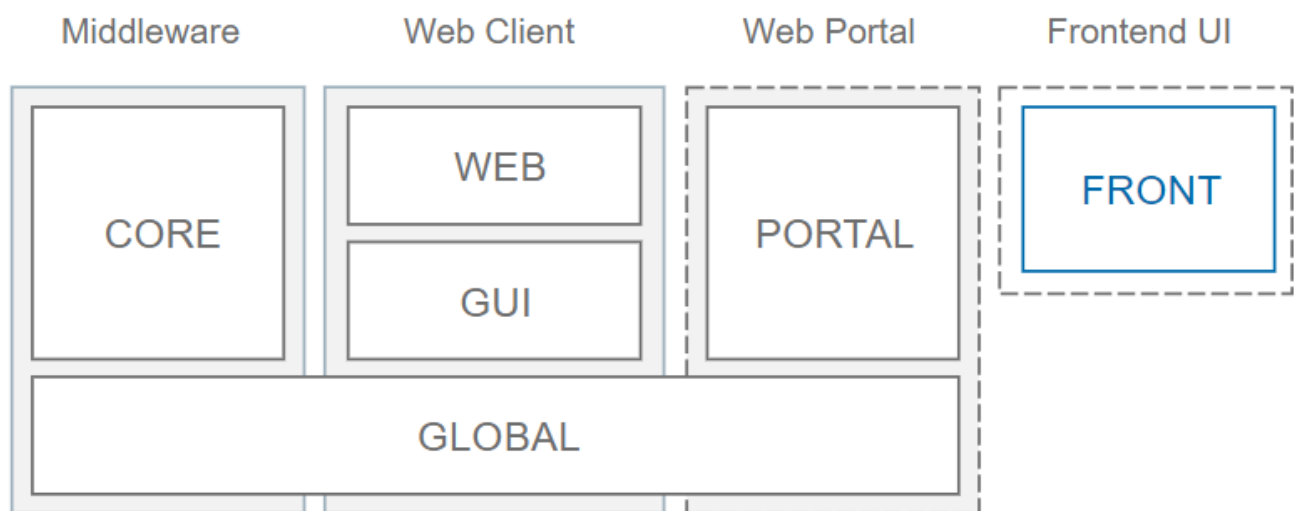 Middleware
Web Client
Web Portal
Frontend UI
CORE
WEB
GUI
PORTAL
FRONT
GLOBAL